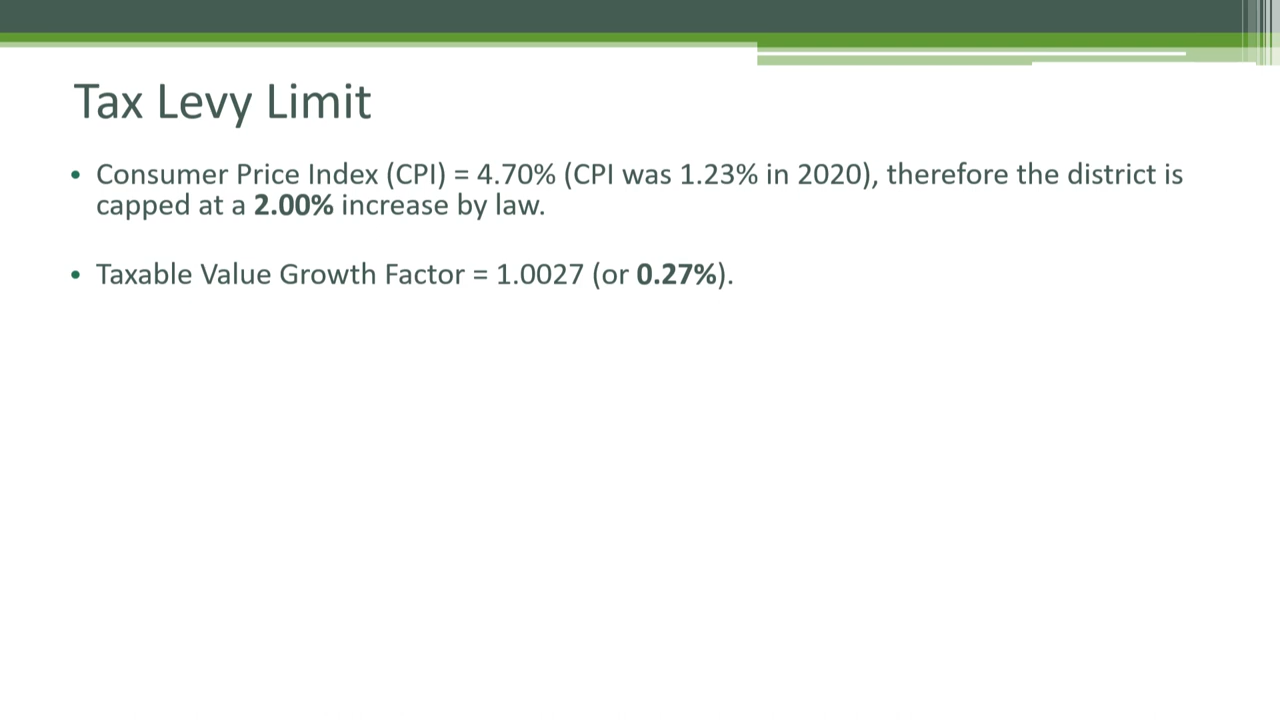 Tax Levy Limit
• Consumer Price Index (CPI) = 4.70% (CPI was 1.23% in 2020), therefore the district is
capped at a 2.00% increase by law.
• Taxable Value Growth Factor = 1.0027 (or 0.27%).